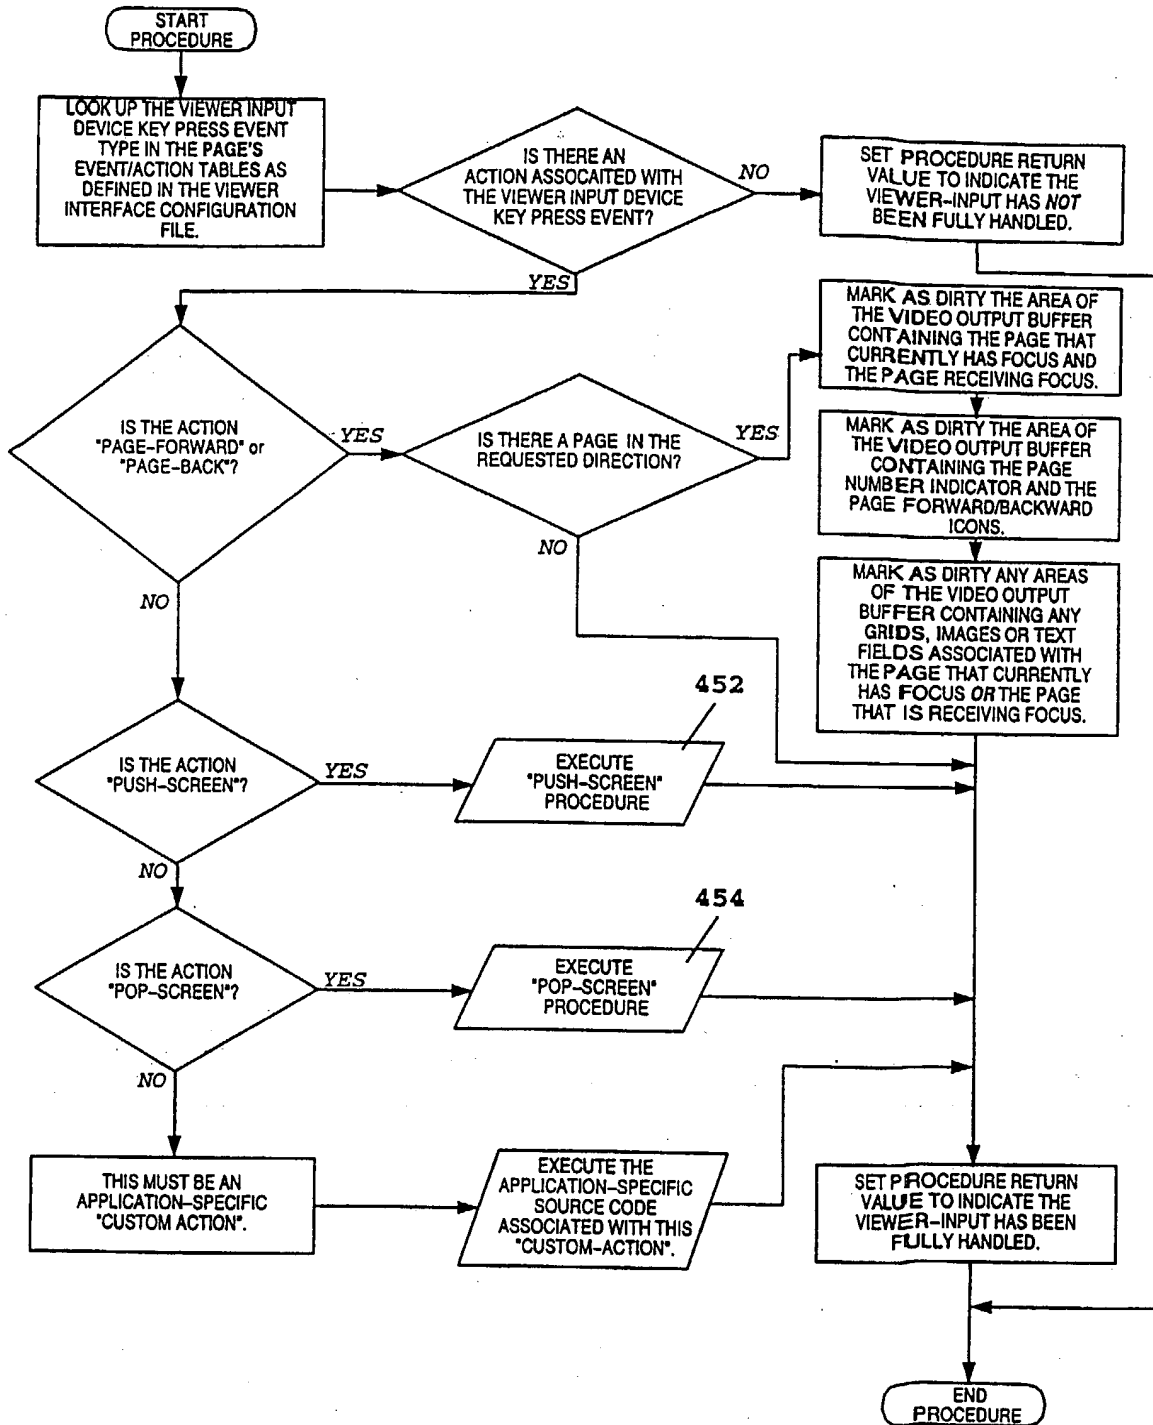 START
PROCEDURE
LOOK UP THE VIEWER INPUT
DEVICE KEY PRESS EVENT
TYPE IN THE PAGE'S
EVENT/ACTION TABLES AS
DEFINED IN THE VIEWER
INTERFACE CONFIGURATION
FILE.
IS THERE AN
ACTION ASSOCAITED WITH
THE VIEWER INPUT DEVICE
KEY PRESS EVENT?
NO
SET PROCEDURE RETURN
VALUE TO INDICATE THE
VIEWER-INPUT HAS NOT
BEEN FULLY HANDLED.
YES
MARK AS DIRTY THE AREA OF
THE VIDEO OUTPUT BUFFER
CONTAINING THE PAGE THAT
CURRENTLY HAS FOCUS AND
THE PAGE RECEIVING FOCUS.
IS THE ACTION
"PAGE-FORWARD" or
"PAGE-BACK"?
YES
IS THERE A PAGE IN THE
REQUESTED DIRECTION?
YES
MARK AS DIRTY THE AREA OF
THE VIDEO OUTPUT BUFFER
CONTAINING THE PAGE
NUMBER INDICATOR AND THE
PAGE FORWARD/BACKWARD
ICONS.
NO
NO
MARK AS DIRTY ANY AREAS
OF THE VIDEO OUTPUT
BUFFER CONTAINING ANY
GRIDS, IMAGES OR TEXT
FIELDS ASSOCIATED WITH
THE PAGE THAT CURRENTLY
HAS FOCUS OR THE PAGE
THAT IS RECEIVING FOCUS.
452
IS THE ACTION
"PUSH-SCREEN"?
YES
EXECUTE
"PUSH-SCREEN"
PROCEDURE
NO
454
IS THE ACTION
"POP-SCREEN"?
YES
EXECUTE
"POP-SCREEN"
PROCEDURE
NO
THIS MUST BE AN
APPLICATION-SPECIFIC
"CUSTOM ACTION".
EXECUTE THE
APPLICATION-SPECIFIC
SOURCE CODE
ASSOCIATED WITH THIS
"CUSTOM-ACTION".
SET PROCEDURE RETURN
VALUE TO INDICATE THE
VIEWER-INPUT HAS BEEN
FULLY HANDLED.
END
PROCEDURE